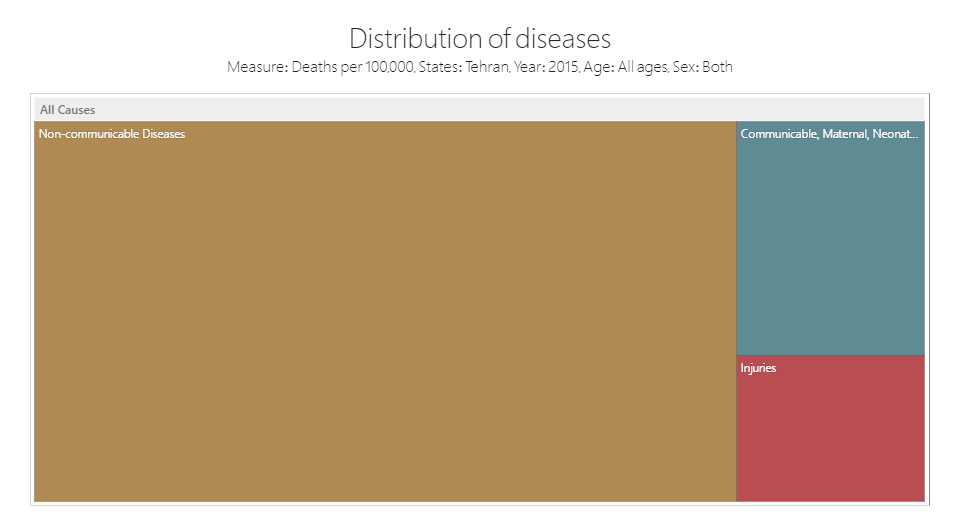 Distribution of diseases
Measure: Deaths per 100,000, States: Tehran, Year: 2015, Age: All ages, Sex: Both
All Causes
Non-communicable Diseases
Communicable, Maternal, Neonat...
Injuries